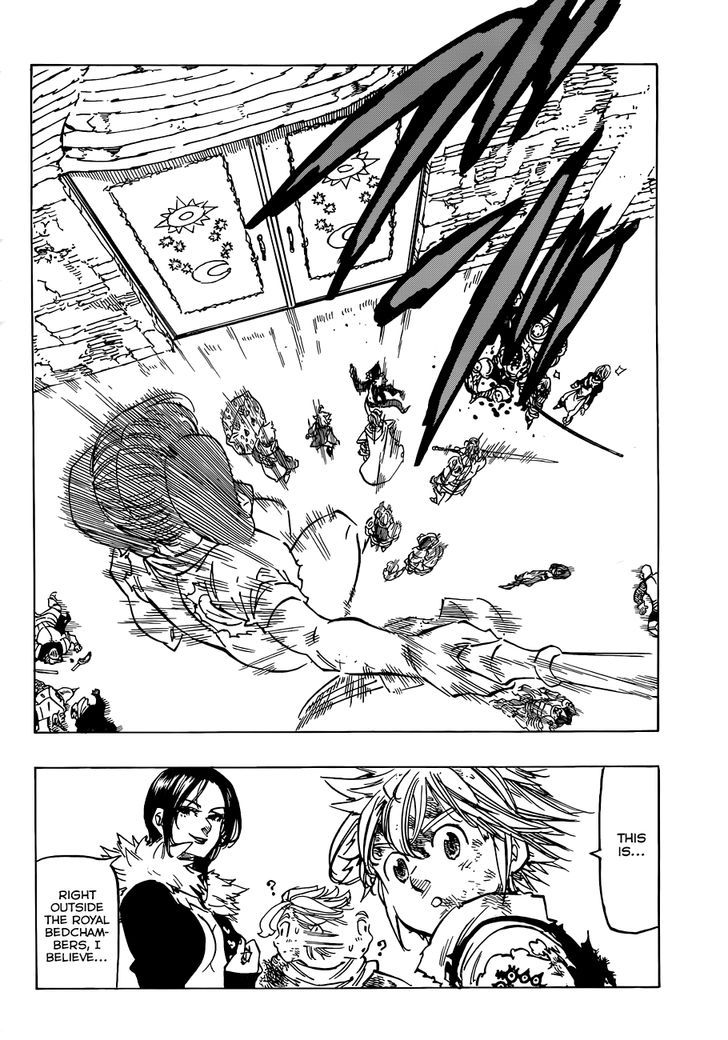 THIS
IS...
RIGHT
OUTSIDE
THE ROYAL
BEDCHAM-
BERS, I
BELIEVE...
?
?